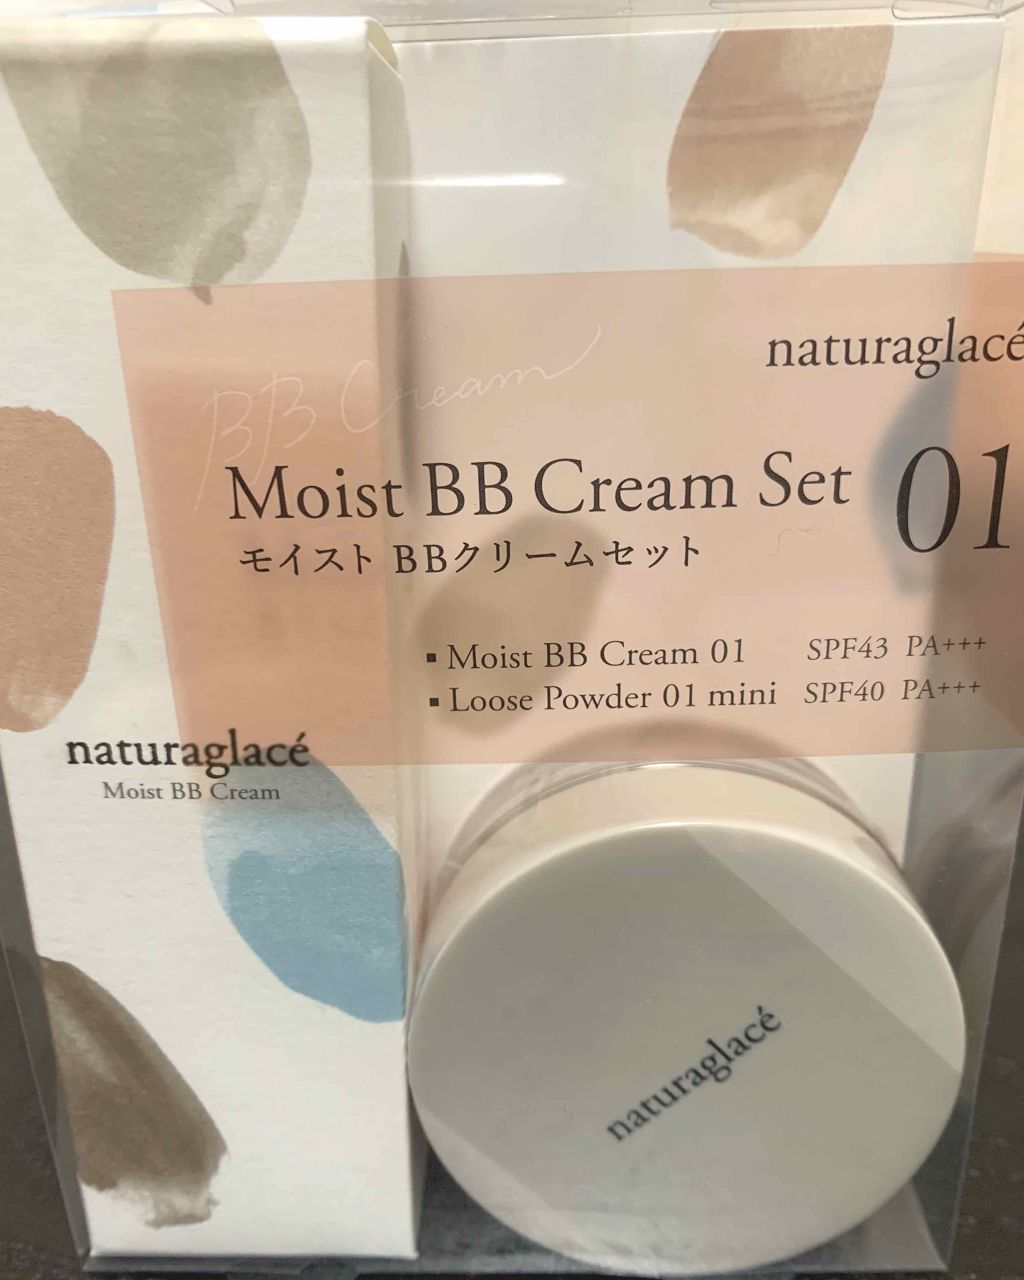 naturaglacé
BB Cream
Moist BB Cream Set 01
モイスト BBクリームセット
▪ Moist BB Cream 01 SPF43 PA+++
▪ Loose Powder 01 mini SPF40 PA+++
naturaglacé
Moist BB Cream
naturaglacé